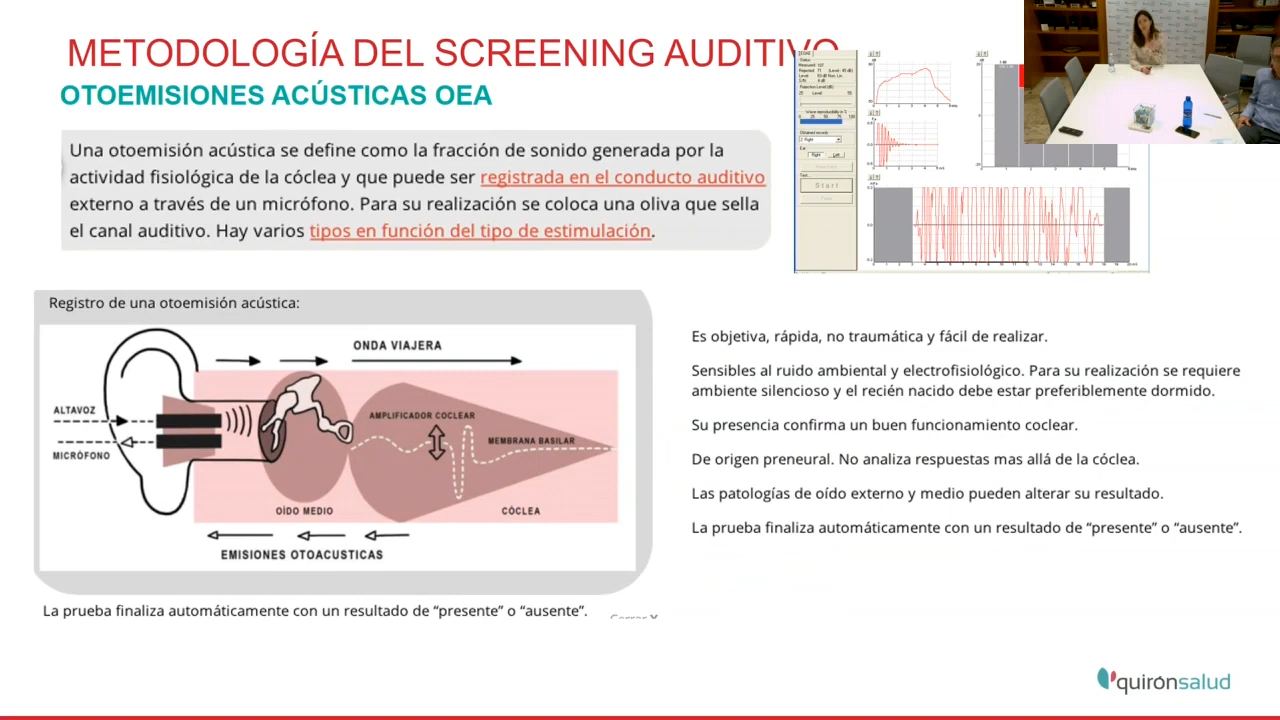 METODOLOGÍA DEL SCREENING AUDITIVO
OTOEMISIONES ACÚSTICAS OEA
Una otoemisión acústica se define como la fracción de sonido generada por la
actividad fisiológica de la cóclea y que puede ser registrada en el conducto auditivo
externo a través de un micrófono. Para su realización se coloca una oliva que sella
el canal auditivo. Hay varios tipos en función del tipo de estimulación.
Registro de una otoemisión acústica:
ONDA VIAJERA
ALTAVOZ
MICRÓFONO
AMPLIFICADOR COCLEAR
MEMBRANA BASILAR
OÍDO MEDIO
CÓCLEA
EMISIONES OTOACUSTICAS
La prueba finaliza automáticamente con un resultado de “presente” o “ausente”.
Cerrar X
Start
Es objetiva, rápida, no traumática y fácil de realizar.
Sensibles al ruido ambiental y electrofisiológico. Para su realización se requiere
ambiente silencioso y el recién nacido debe estar preferiblemente dormido.
Su presencia confirma un buen funcionamiento coclear.
De origen preneural. No analiza respuestas mas allá de la cóclea.
Las patologías de oído externo y medio pueden alterar su resultado.
La prueba finaliza automáticamente con un resultado de “presente” o “ausente”.
quirónsalud